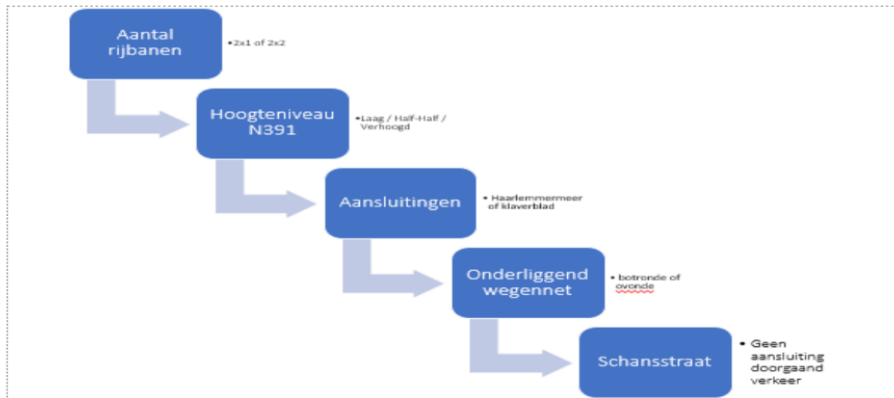 Aantal
rijbanen
•2x1 of 2x2
Hoogteniveau
N391
•Laag / Half-Half /
Verhoogd
Aansluitingen
• Haarlemmermeer
of klaverblad
Onderliggend
wegennet
• botronde of
ovonde
Schansstraat
• Geen
aansluiting
doorgaand
verkeer